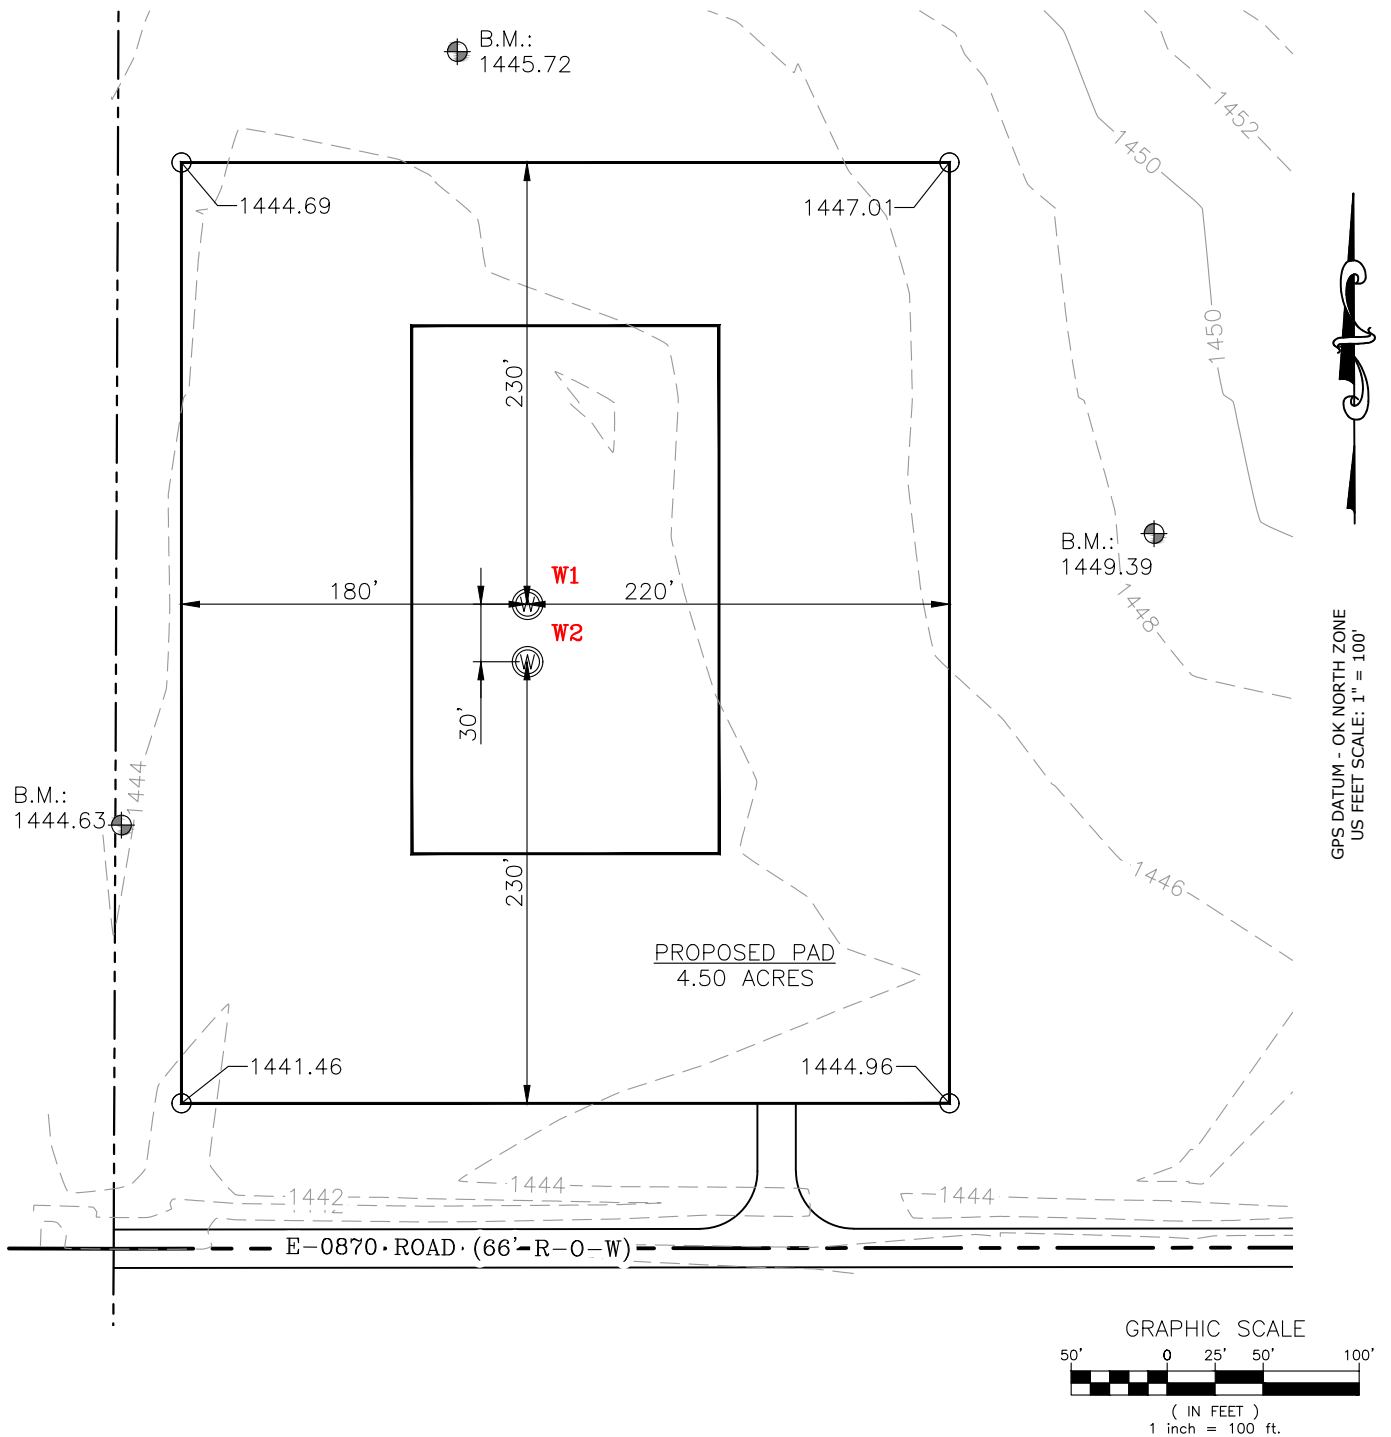 B.M.:
1445.72
1452
1450
1444.69
1447.01
1450
230'
B.M.:
1449.39
W1
180'
220'
W
W2
W
1448
30'
GPS DATUM - OK NORTH ZONE
US FEET SCALE: 1" = 100'
1444
B.M.:
1444.63
230'
1446
PROPOSED PAD
4.50 ACRES
1441.46
1444.96
1442
1444
1444
E-0870 ROAD (66' R-O-W)
GRAPHIC SCALE
50' 0 25' 50' 100'
( IN FEET )
1 inch = 100 ft.